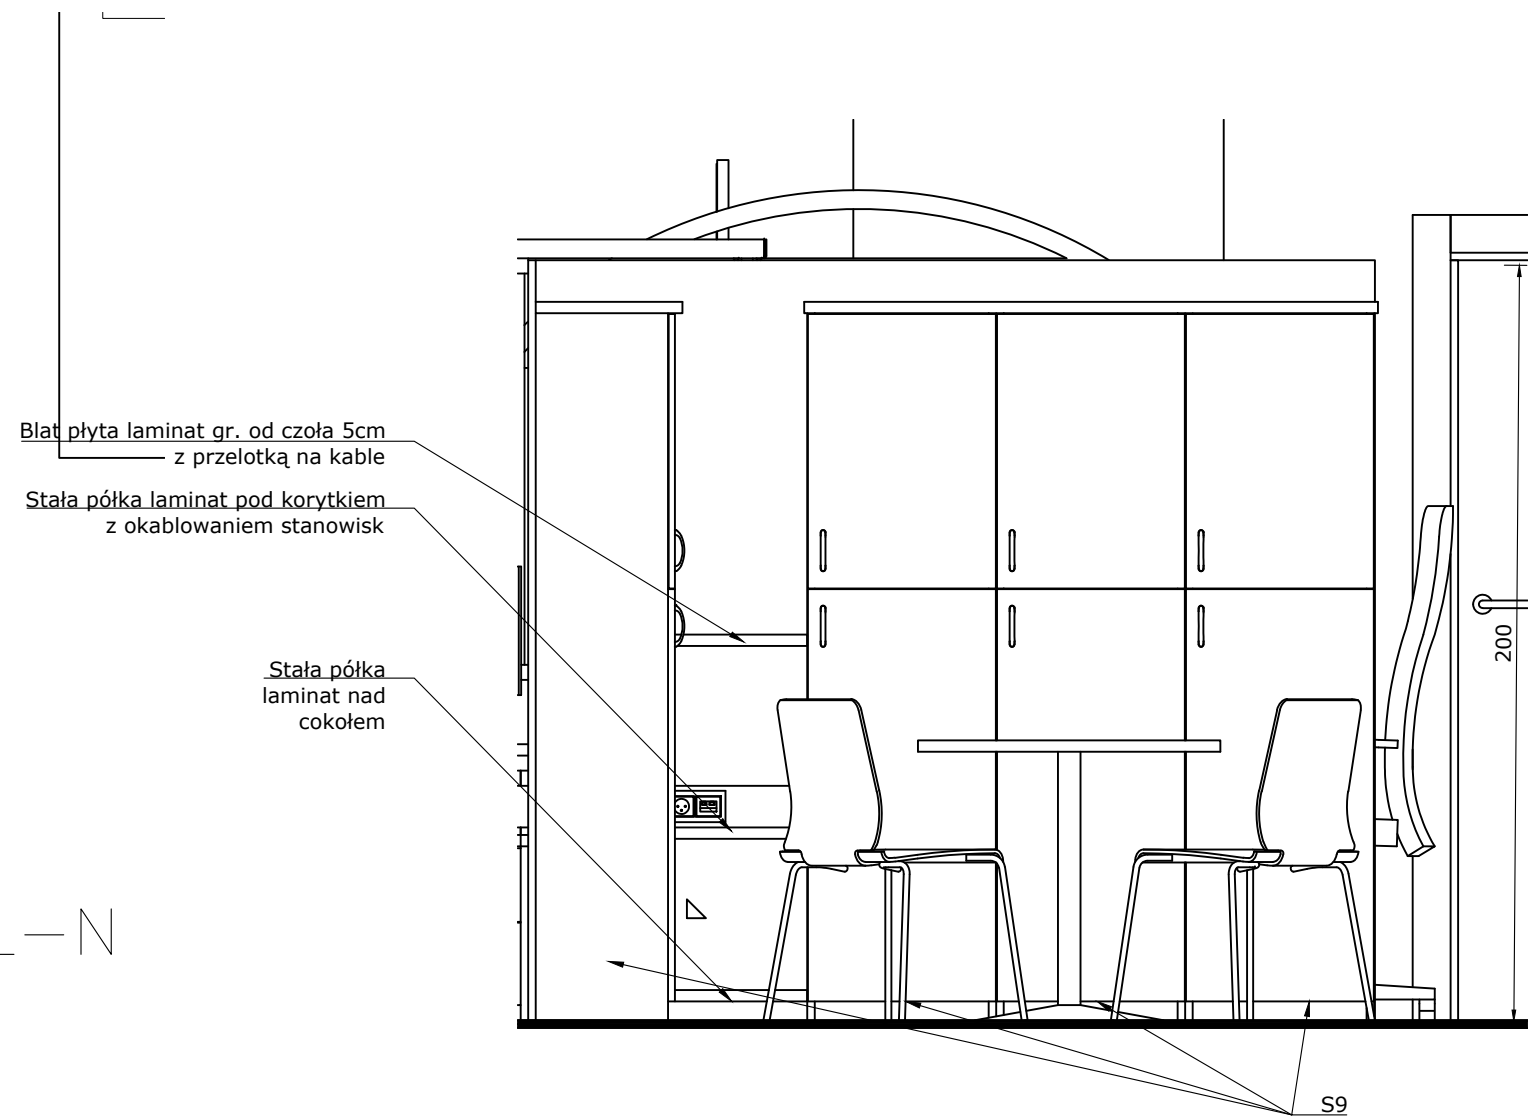 Blat płyta laminat gr. od czoła 5cm
z przelotką na kable
Stała półka laminat pod korytkiem
z okablowaniem stanowisk
Stała półka
laminat nad
cokołem
200
N
S9